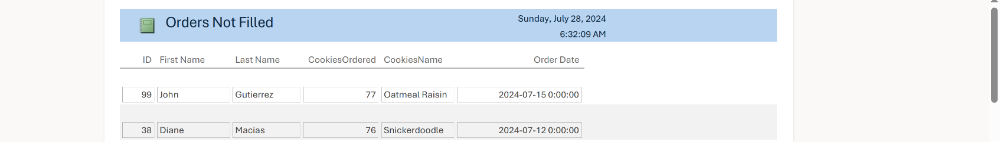 Orders Not Filled
Sunday, July 28, 2024
6:32:09 AM
ID First Name Last Name CookiesOrdered CookiesName Order Date
99 John Gutierrez 77 Oatmeal Raisin 2024-07-15 0:00:00
38 Diane Macias 76 Snickerdoodle 2024-07-12 0:00:00